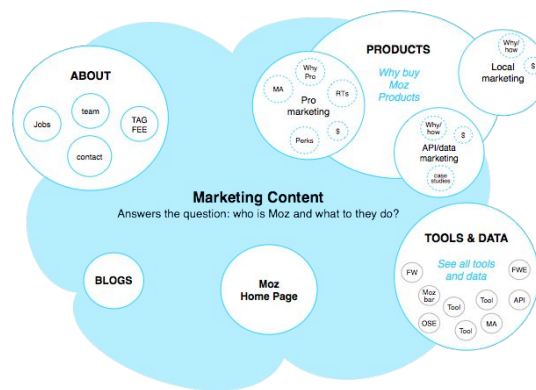 ABOUT
Jobs
team
TAG
FEE
contact
PRODUCTS
Why buy
Moz
Products
MA
Why
Pro
RTs
Pro
marketing
Perks
$
Why/
how
$
Local
marketing
Why/
how
$
API/data
marketing
case
studies
Marketing Content
Answers the question: who is Moz and what to they do?
BLOGS
Moz
Home Page
TOOLS & DATA
See all tools
and data
FW
FWE
Moz
bar
Tool
Tool
API
OSE
Tool
MA